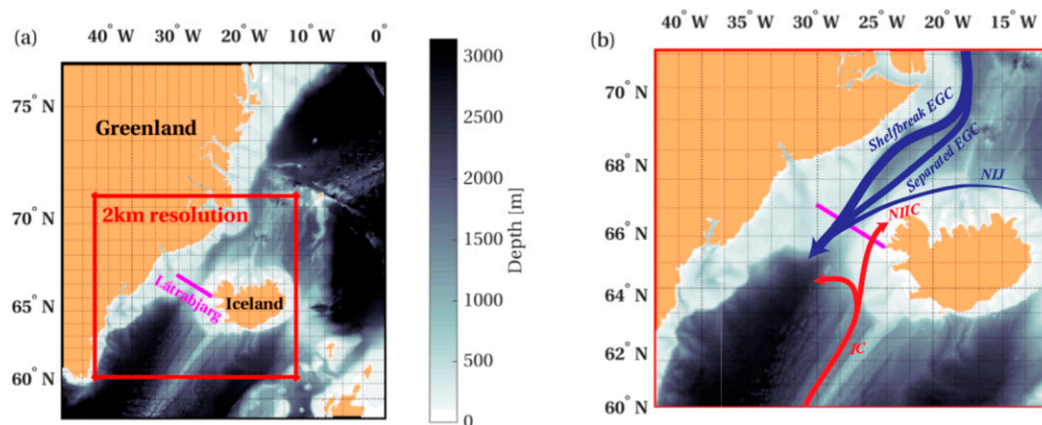 (a)
40° W 30° W 20° W 10° W 0°
75° N
70° N
65° N
60° N
Greenland
2km resolution
Látrabjarg
Iceland
3000
2500
2000
1500
1000
500
0
Depth [m]
(b)
40° W 35° W 30° W 25° W 20° W 15° W
70° N
68° N
66° N
64° N
62° N
60° N
Shelfbreak EGC
Separated EGC
NIJ
NIIC
IC